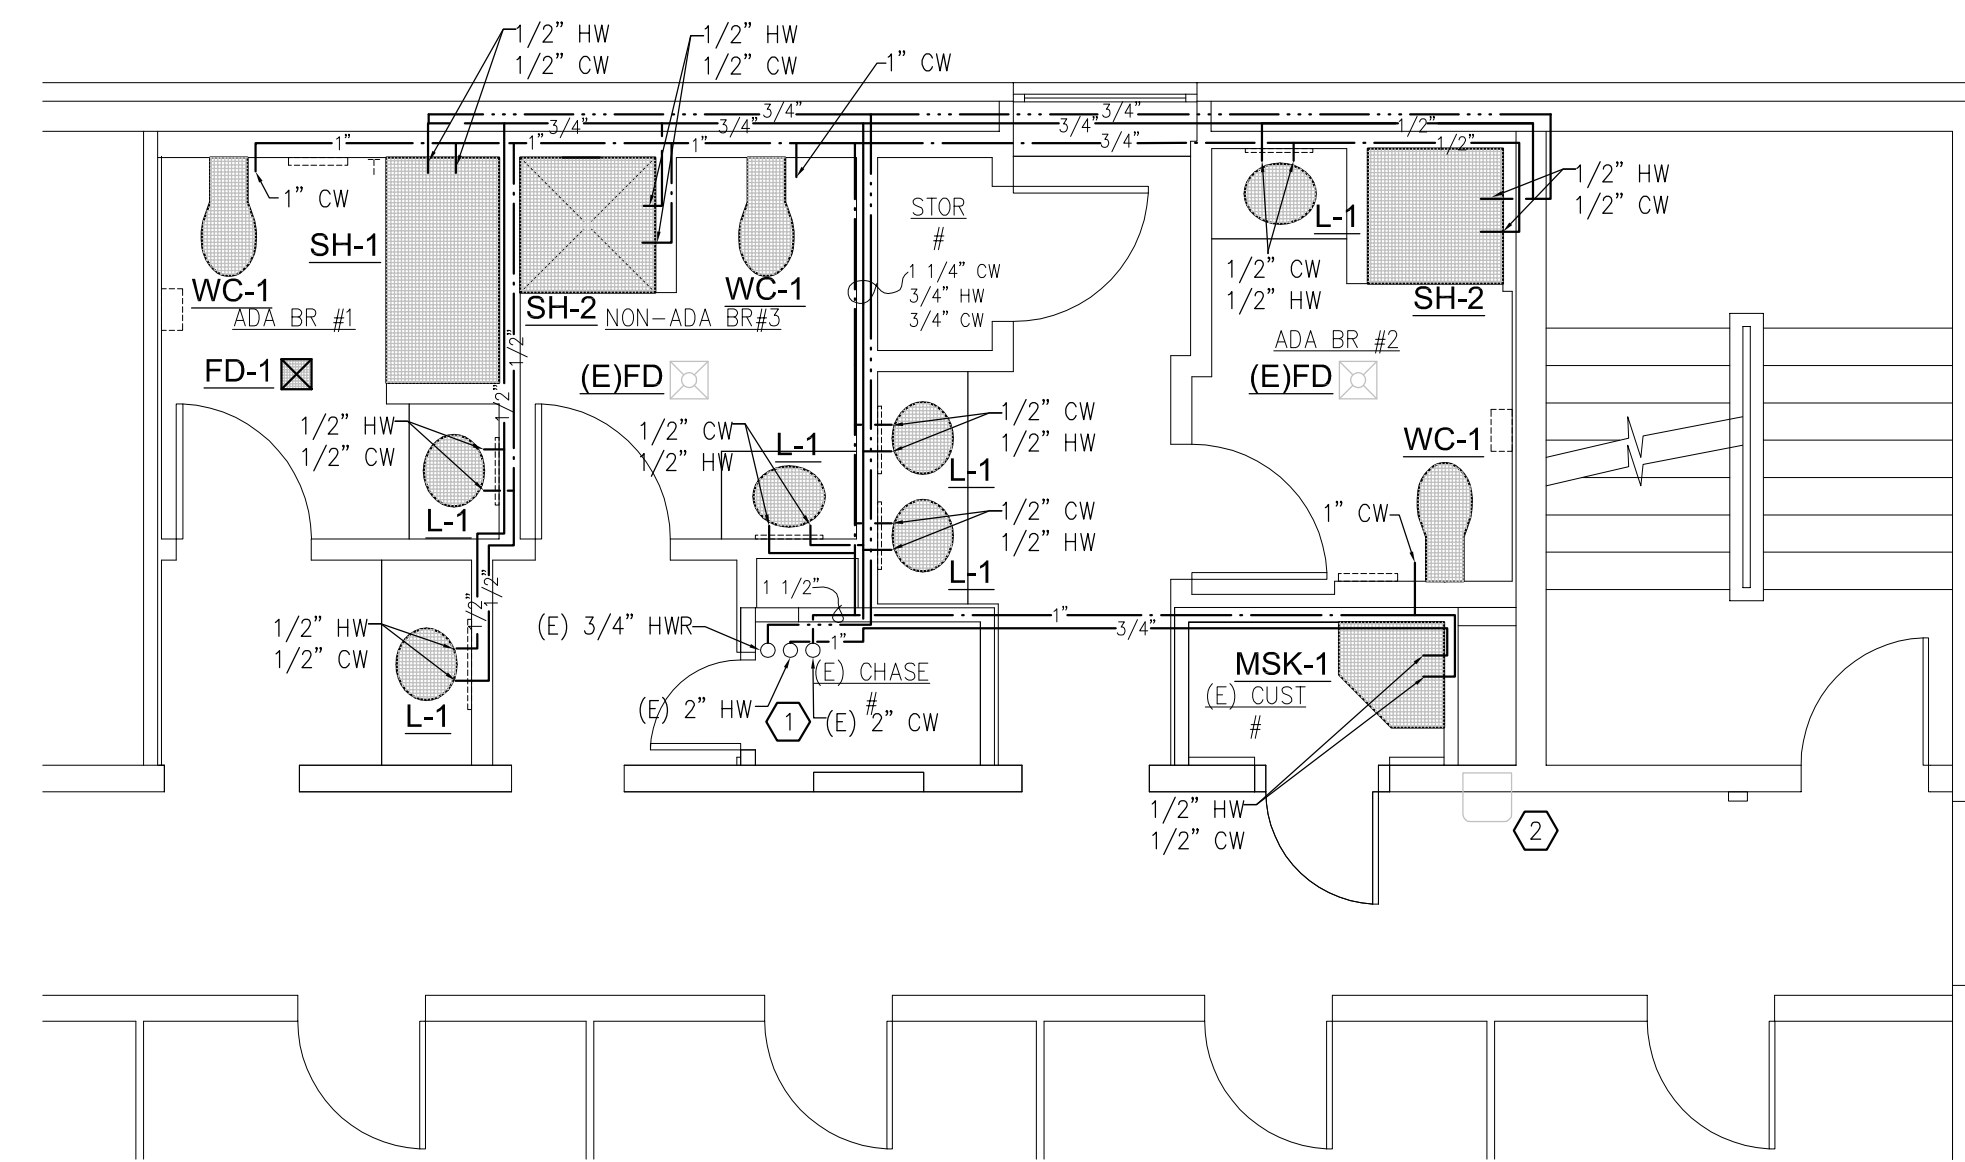 1/2" HW
1/2" CW
1/2" HW
1/2" CW
1" CW
3/4"
3/4"
3/4"
3/4"
3/4"
1/2"
1"
1"
1"
3/4"
1/2"
1" CW
SH-1
WC-1
ADA BR #1
FD-1
SH-2
NON-ADA BR#3
WC-1
(E)FD
STOR
#
1 1/4" CW
3/4" HW
3/4" CW
L-1
1/2" CW
1/2" HW
SH-2
1/2" HW
1/2" CW
ADA BR #2
(E)FD
WC-1
1" CW
1/2"
1/2"
1/2" HW
1/2" CW
L-1
1/2" CW
1/2" HW
L-1
1/2" CW
1/2" HW
L-1
1/2" CW
1/2" HW
L-1
1/2"
1/2"
1/2" HW
1/2" CW
L-1
1 1/2"
(E) 3/4" HWR
1"
1"
3/4"
(E) CHASE
#
(E) 2" HW
1
(E) 2" CW
MSK-1
(E) CUST
#
1/2" HW
1/2" CW
2